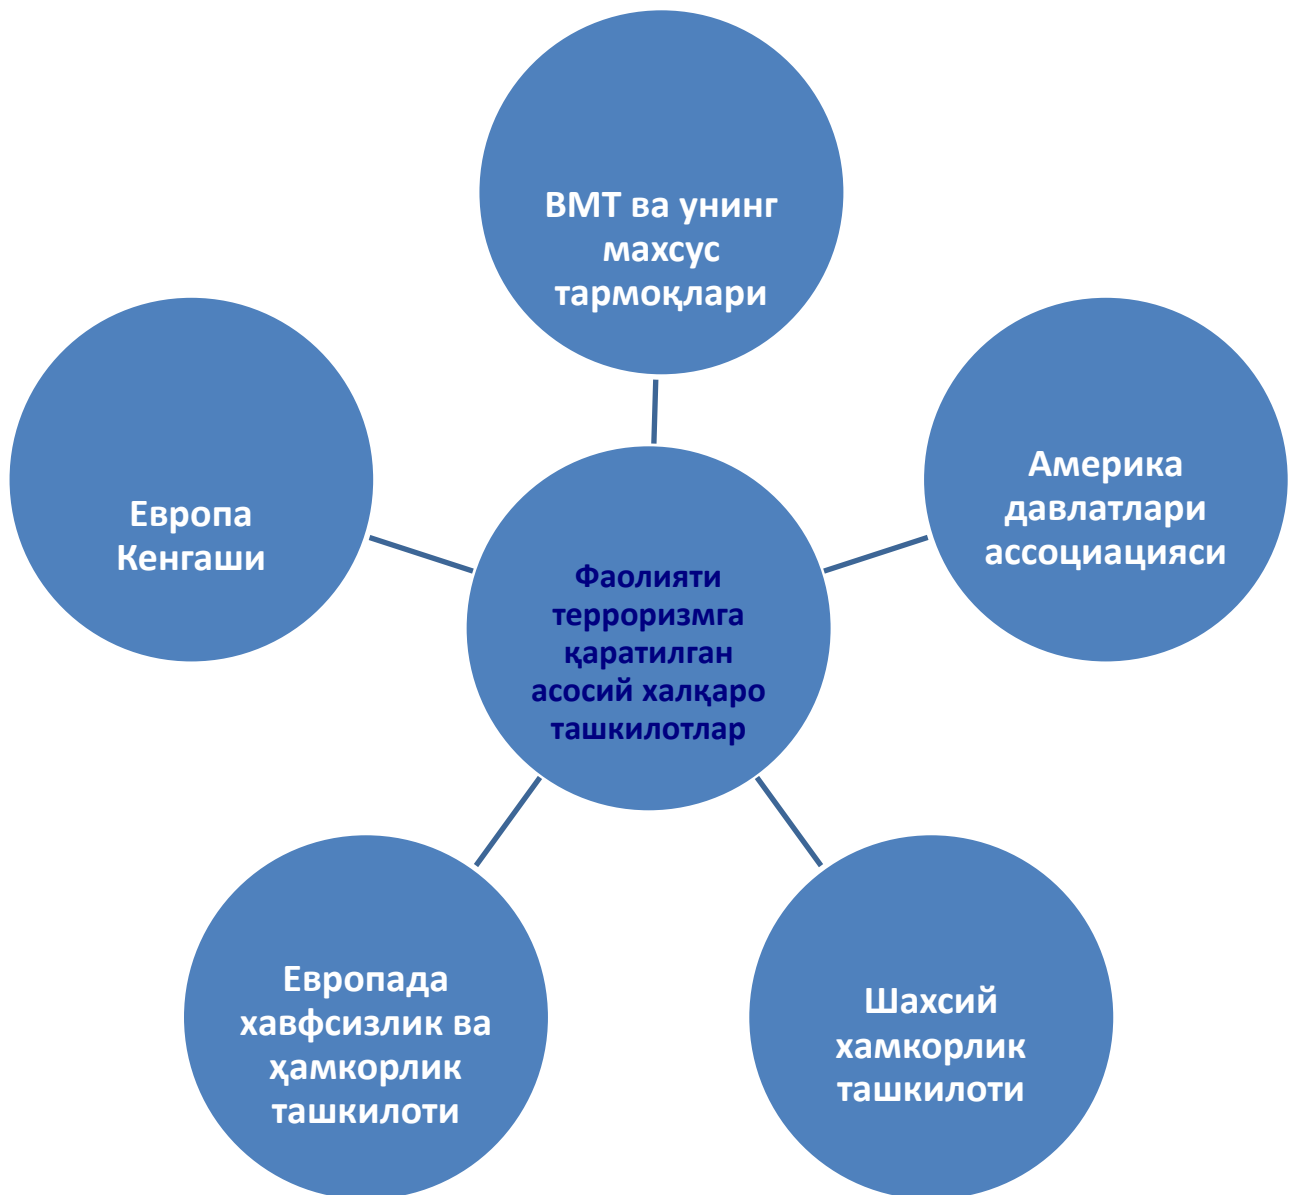 ВМТ ва унинг
махсус
тармоқлари
Америка
давлатлари
ассоциацияси
Европа
Кенгаши
Фаолияти
терроризмга
қаратилган
асосий халқаро
ташкилотлар
Европада
хавфсизлик ва
ҳамкорлик
ташкилоти
Шахсий
хамкорлик
ташкилоти